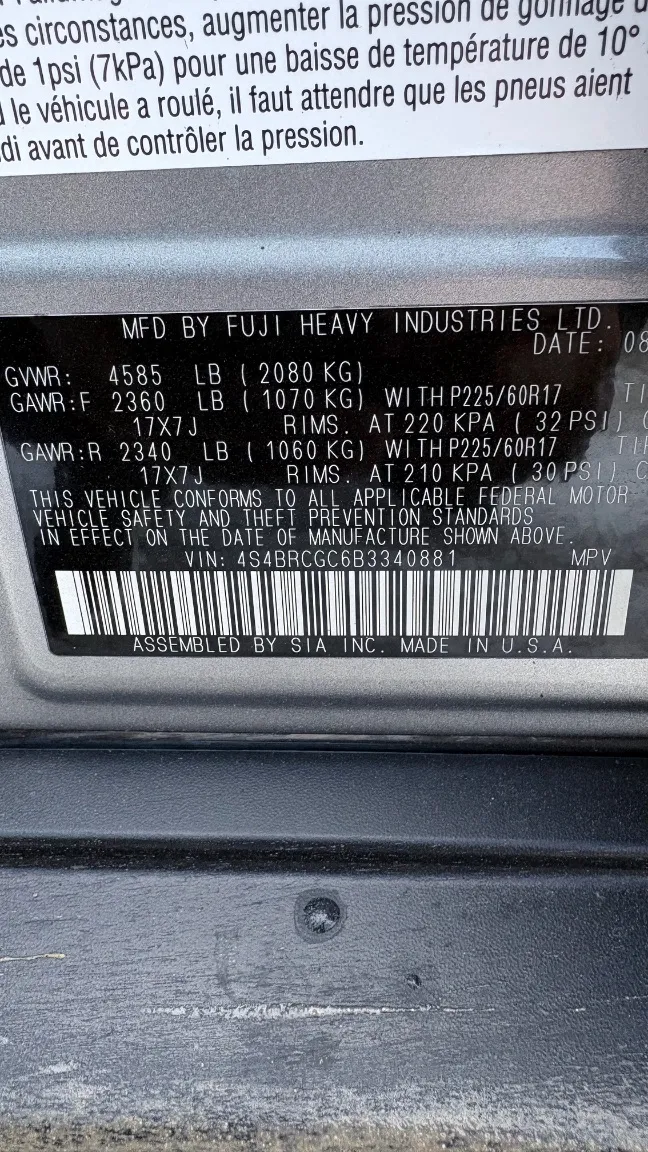 es circonstances, augmenter la pression de gonflage
de 1psi (7kPa) pour une baisse de température de 10°
le véhicule a roulé, il faut attendre que les pneus aient
di avant de contrôler la pression.
MFD BY FUJI HEAVY INDUSTRIES LTD.
DATE: 08
GVWR: 4585 LB ( 2080 KG)
GAWR:F 2360 LB ( 1070 KG) WITH P225/60R17 TI
17X7J RIMS. AT 220 KPA ( 32 PSI) C
GAWR:R 2340 LB ( 1060 KG) WITH P225/60R17 TI
17X7J RIMS. AT 210 KPA ( 30 PSI) C
THIS VEHICLE CONFORMS TO ALL APPLICABLE FEDERAL MOTOR
VEHICLE SAFETY AND THEFT PREVENTION STANDARDS
IN EFFECT ON THE DATE OF MANUFACTURE SHOWN ABOVE.
VIN: 4S4BRCGC6B3340881 MPV
ASSEMBLED BY SIA INC. MADE IN U.S.A.